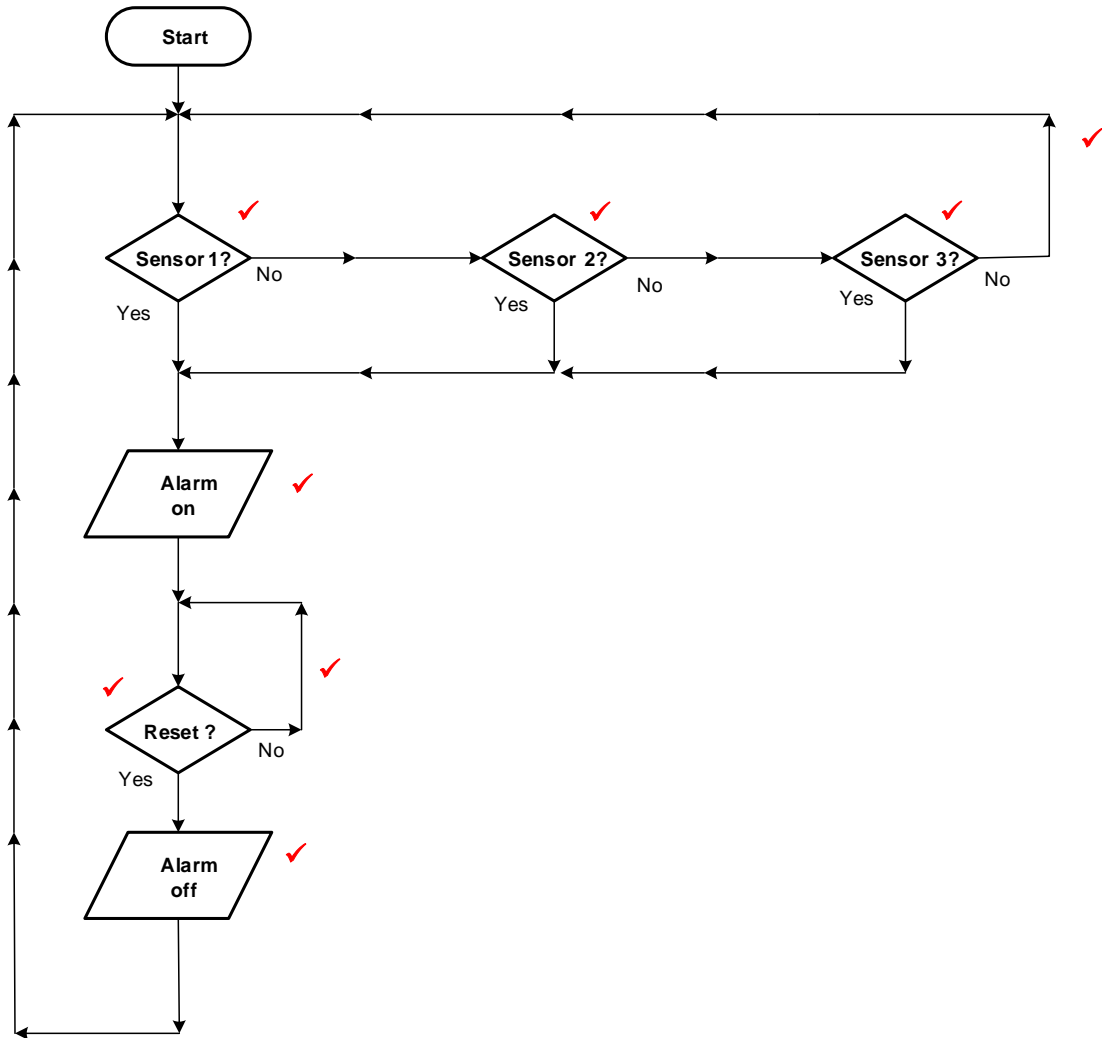 Start
Sensor 1?
No
Sensor 2?
No
Sensor 3?
No
Yes
Yes
Yes
Alarm
on
Reset ?
No
Yes
Alarm
off